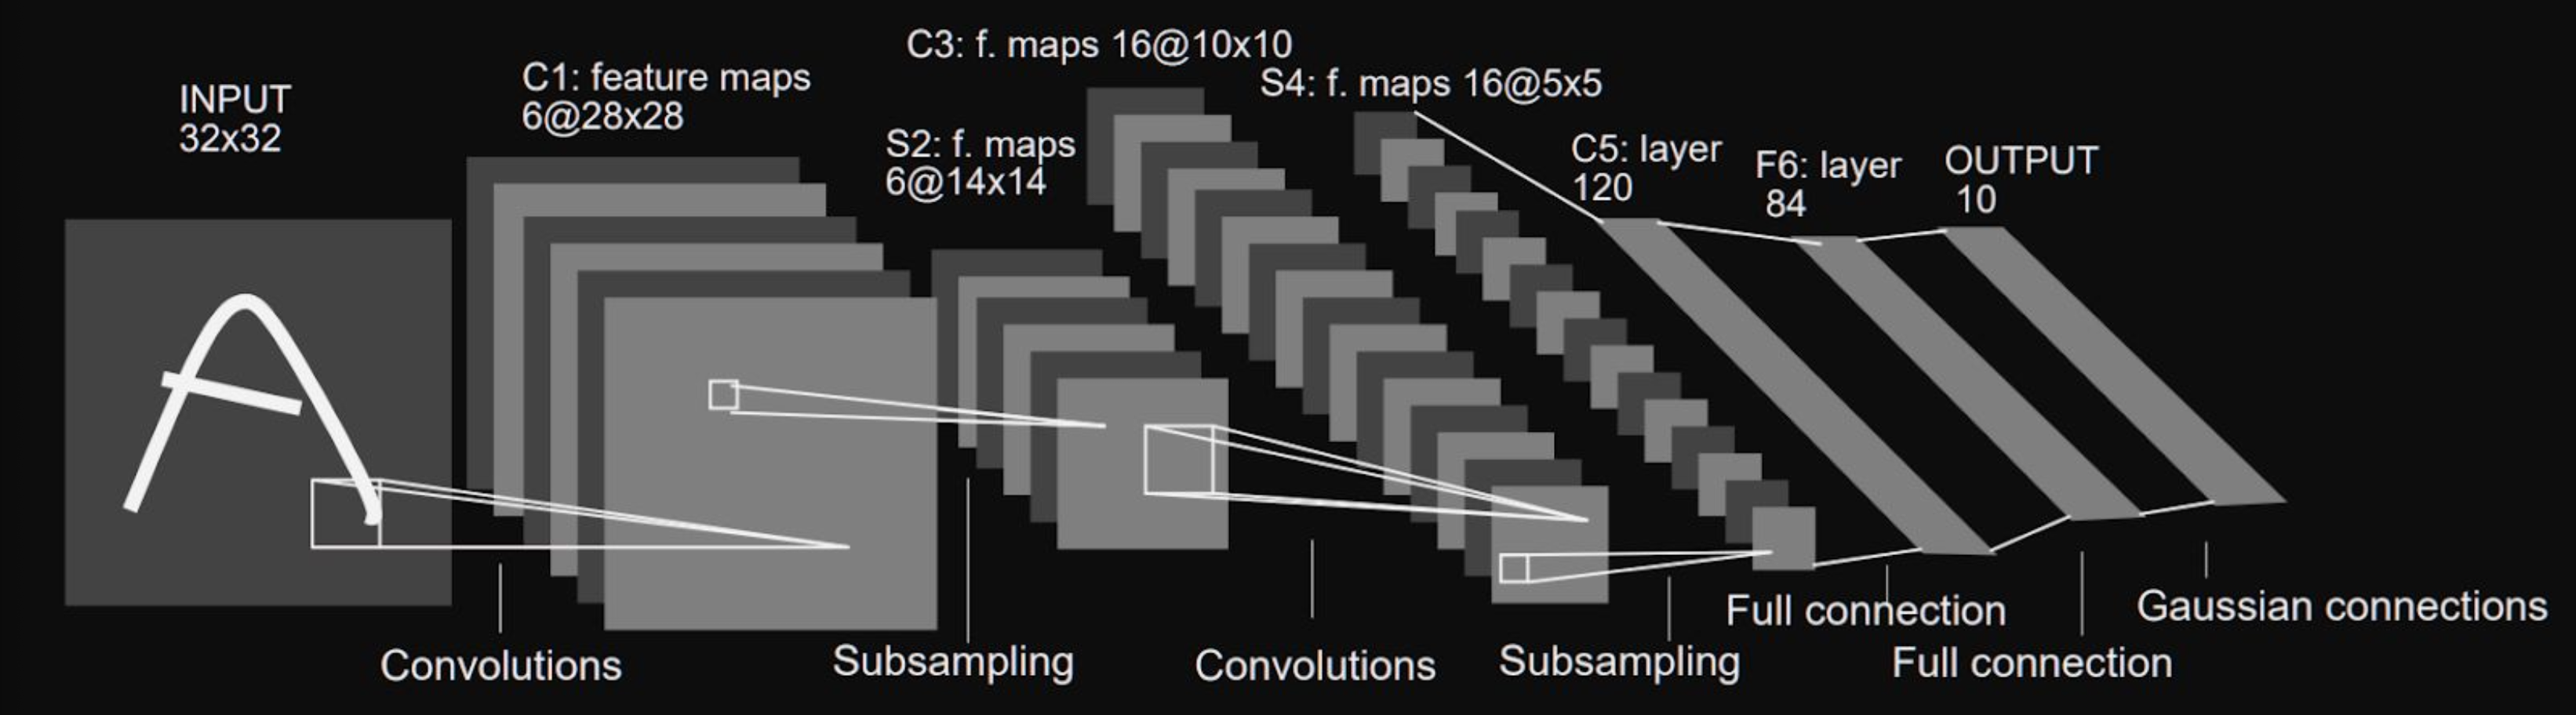 INPUT
32x32
C1: feature maps
6@28x28
S2: f. maps
6@14x14
C3: f. maps 16@10x10
S4: f. maps 16@5x5
C5: layer
120
F6: layer
84
OUTPUT
10
Convolutions
Subsampling
Convolutions
Subsampling
Full connection
Full connection
Gaussian connections